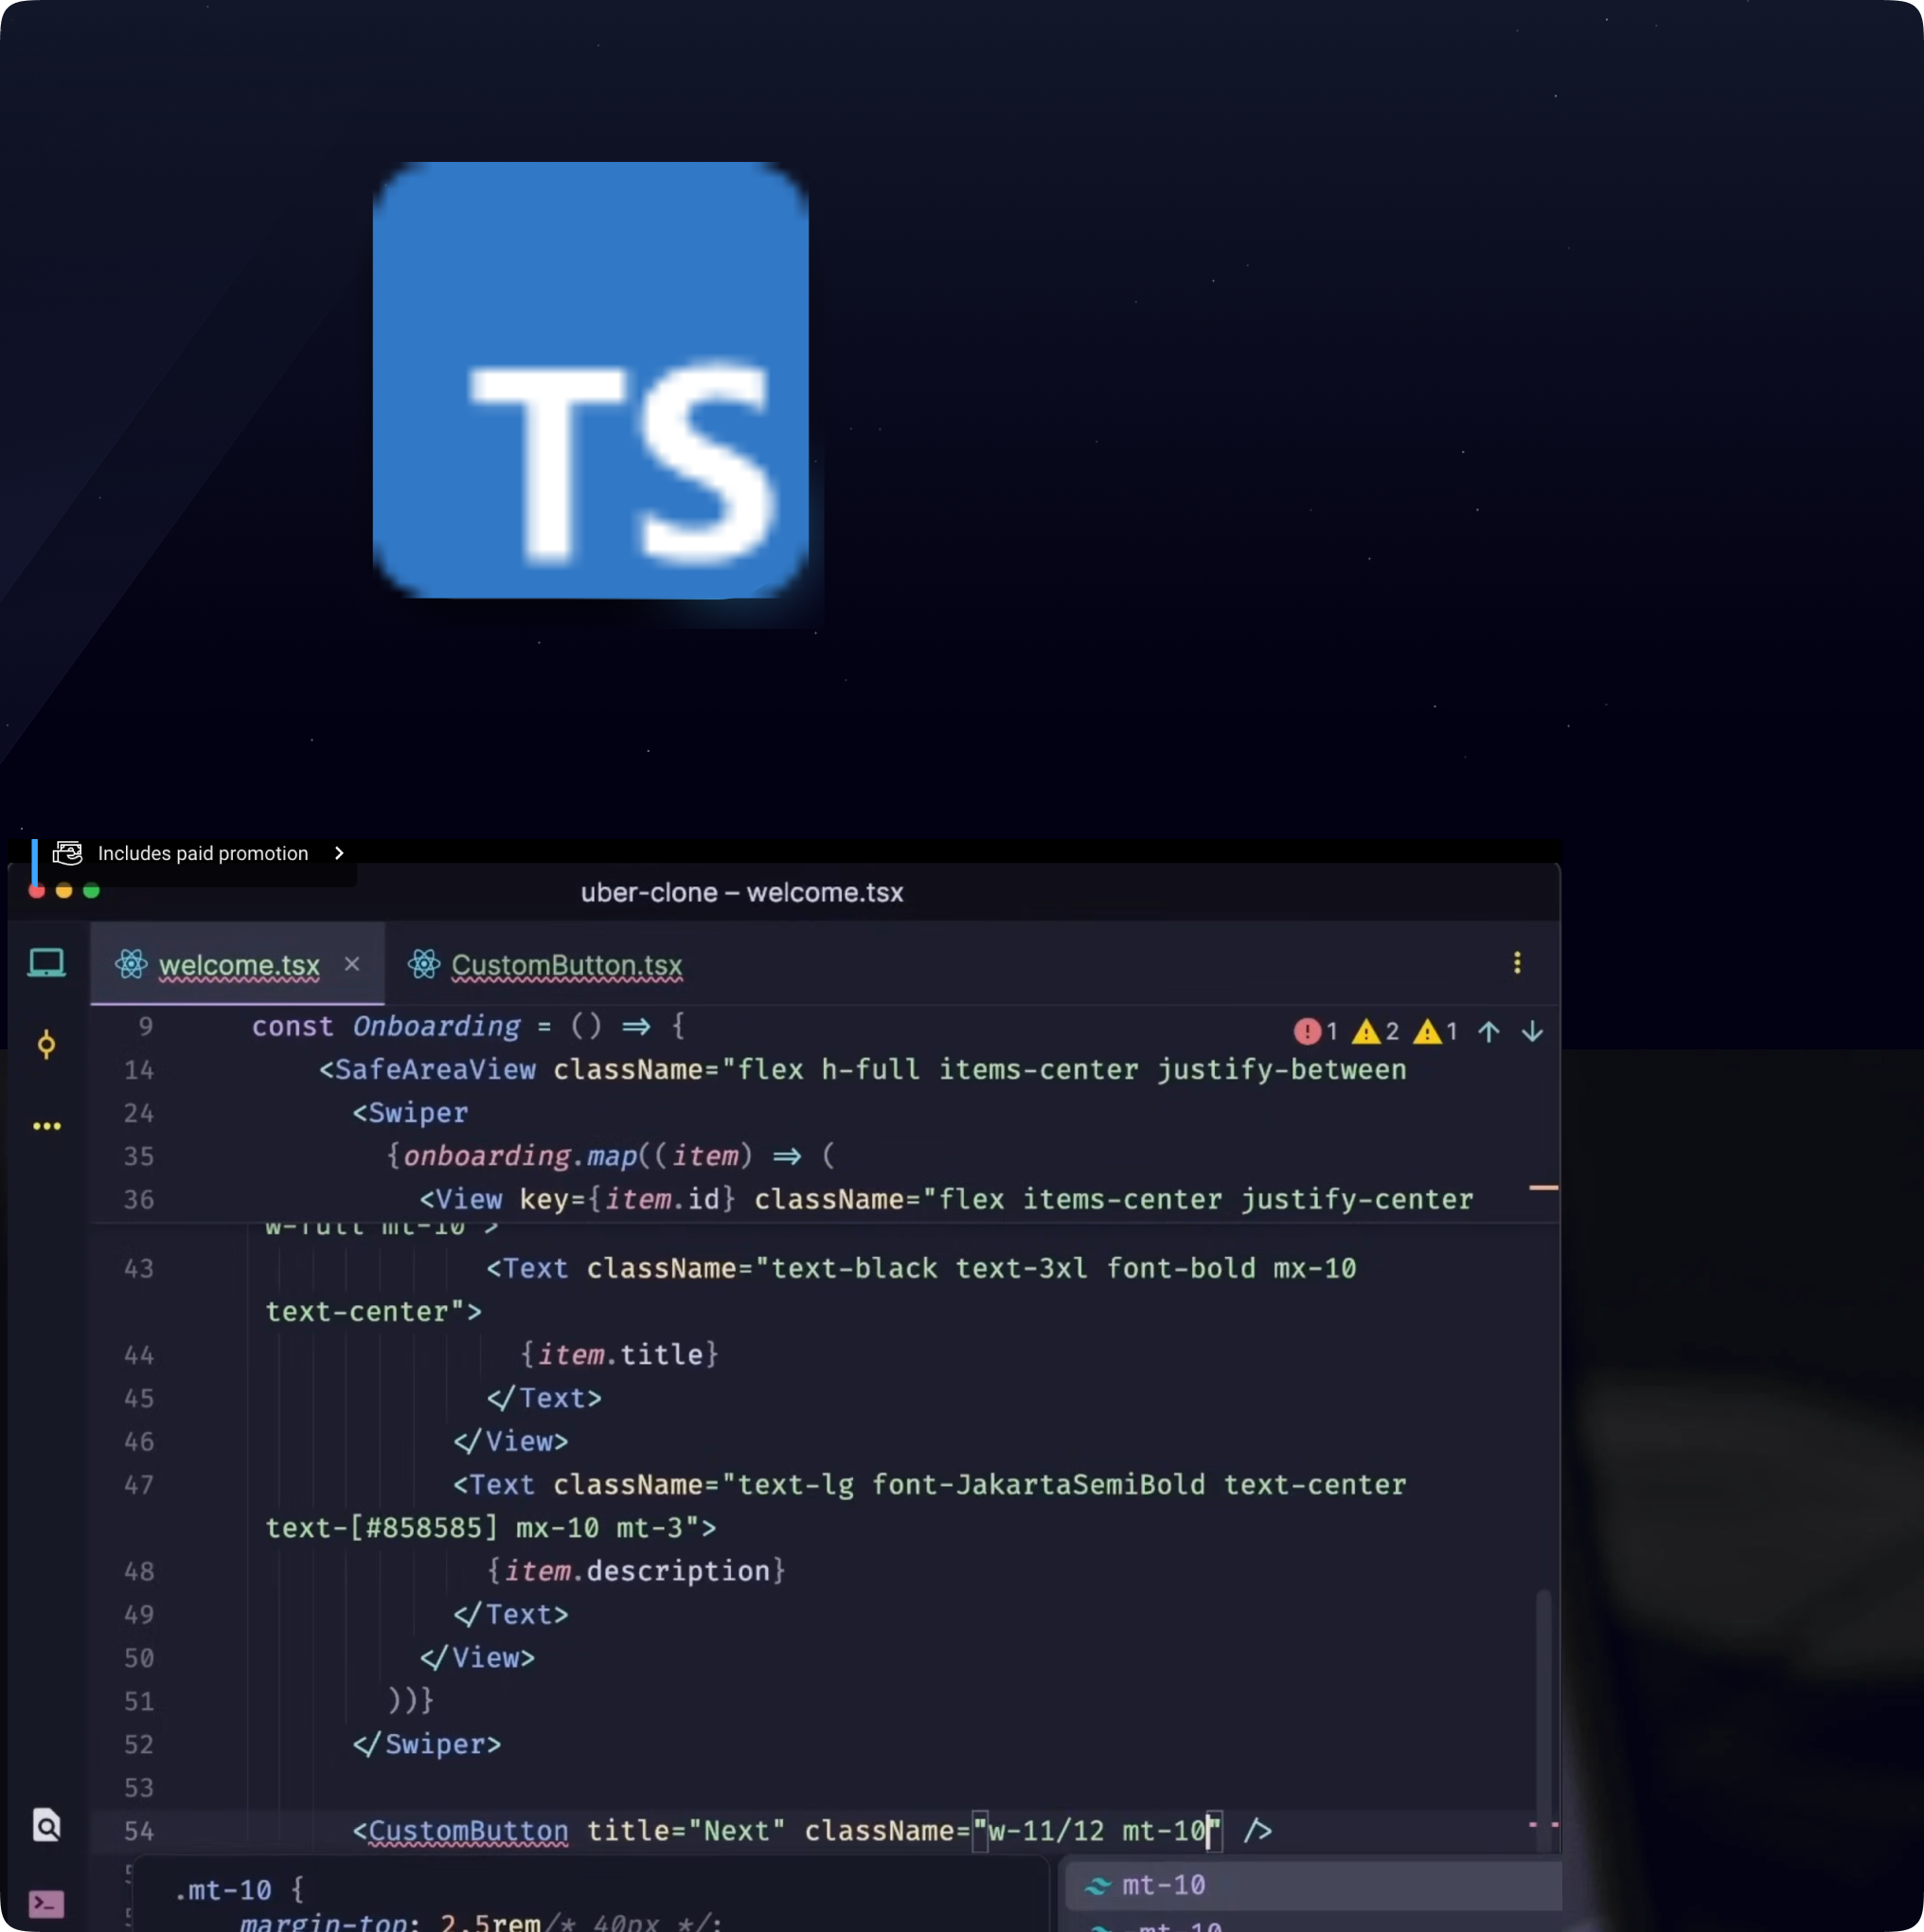 TS
Includes paid promotion
uber-clone – welcome.tsx
welcome.tsx
CustomButton.tsx
9 const Onboarding = () => {
1 2 1
14 <SafeAreaView className="flex h-full items-center justify-between
24 <Swiper
35 {onboarding.map((item) => (
36 <View key={item.id} className="flex items-center justify-center
w-full mt-10">
43 <Text className="text-black text-3xl font-bold mx-10
text-center">
44 {item.title}
45 </Text>
46 </View>
47 <Text className="text-lg font-JakartaSemiBold text-center
text-[#858585] mx-10 mt-3">
48 {item.description}
49 </Text>
50 </View>
51 ))}
52 </Swiper>
53
54 <CustomButton title="Next" className="w-11/12 mt-10" />
.mt-10 {
margin-top: 2.5rem/* 40px */;
mt-10
-mt-10